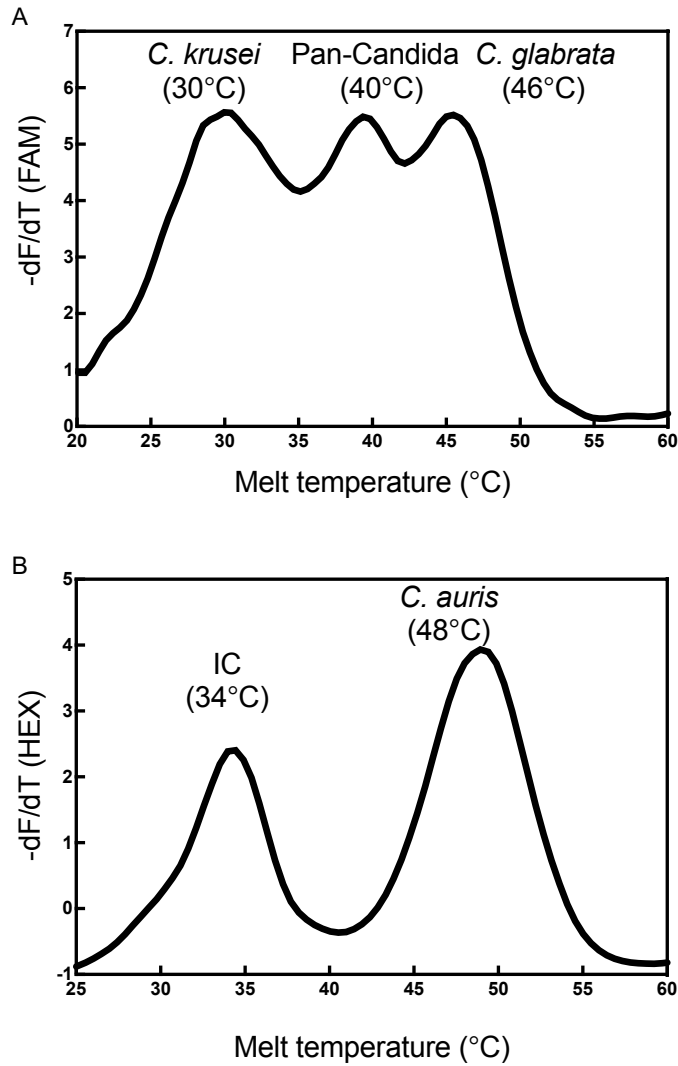 A
7
C. krusei Pan-Candida C. glabrata
(30°C) (40°C) (46°C)
6
5
4
3
2
1
0
-dF/dT (FAM)
20 25 30 35 40 45 50 55 60
Melt temperature (°C)
B
5
C. auris
(48°C)
4
IC
(34°C)
3
2
1
0
-1
-dF/dT (HEX)
25 30 35 40 45 50 55 60
Melt temperature (°C)